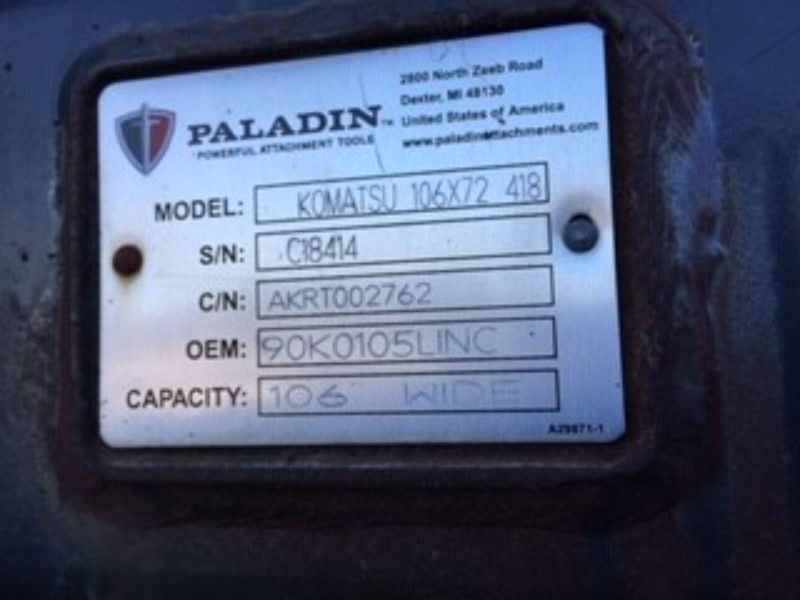 PALADIN™
POWERFUL ATTACHMENT TOOLS
2800 North Zeeb Road
Dexter, MI 48130
United States of America
www.paladinattachments.com
MODEL: KOMATSU 106X72 418
S/N: C18414
C/N: AKRT002762
OEM: 90K0105LINC
CAPACITY: 106 WIDE
A29871-1